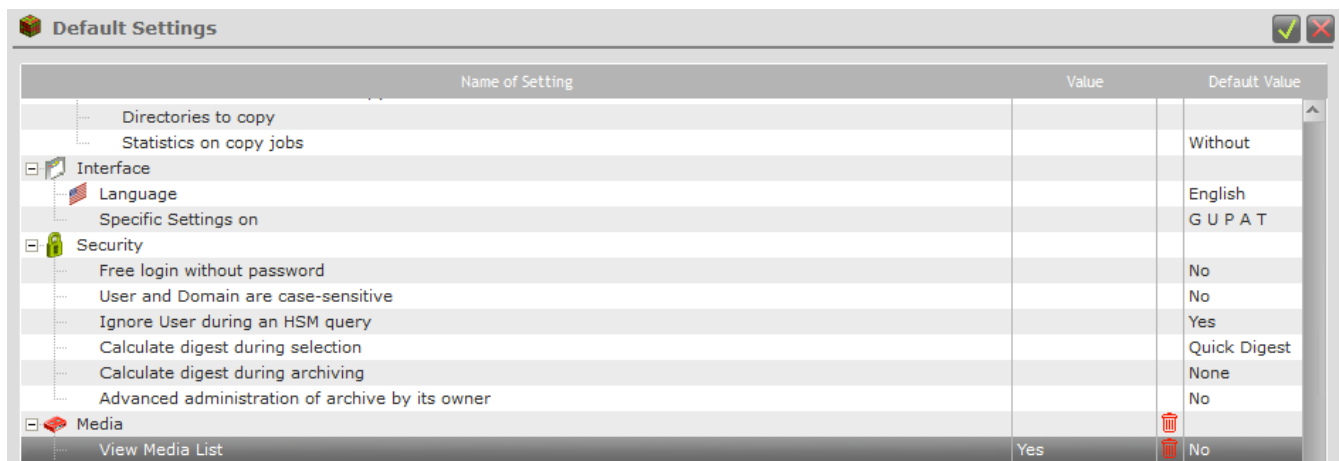 Default Settings
Name of Setting Value Default Value
Directories to copy
Statistics on copy jobs Without
Interface
Language English
Specific Settings on G U P A T
Security
Free login without password No
User and Domain are case-sensitive No
Ignore User during an HSM query Yes
Calculate digest during selection Quick Digest
Calculate digest during archiving None
Advanced administration of archive by its owner No
Media
View Media List Yes No